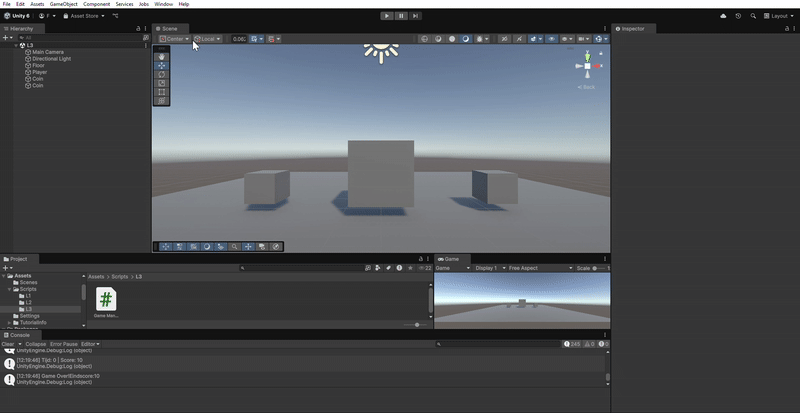 File Edit Assets GameObject Component Services Jobs Window Help
Unity 6 F Asset Store Layout
Hierarchy
All
L3
Main Camera
Directional Light
Floor
Player
Coin
Coin
Scene
Center Local
Back
Inspector
Project
Assets
Scenes
Scripts
L1
L2
L3
Settings
TutorialInfo
Assets > Scripts > L3
22
Game Man...
Game
Game Display 1 Free Aspect Scale
Console
Clear Collapse Error Pause Editor
245 0 0
UnityEngine.Debug:Log (object)
[12:19:46] Tijd: 0 | Score: 10
UnityEngine.Debug:Log (object)
[12:19:46] Game Over!Eindscore:10
UnityEngine.Debug:Log (object)